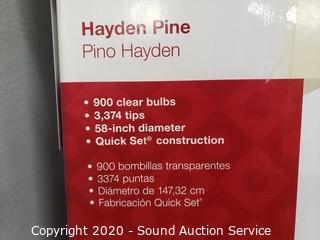 Hayden Pine
Pino Hayden
• 900 clear bulbs
• 3,374 tips
• 58-inch diameter
• Quick Set® construction
• 900 bombillas transparentes
• 3374 puntas
• Diámetro de 147,32 cm
• Fabricación Quick Set®
Copyright 2020 - Sound Auction Service